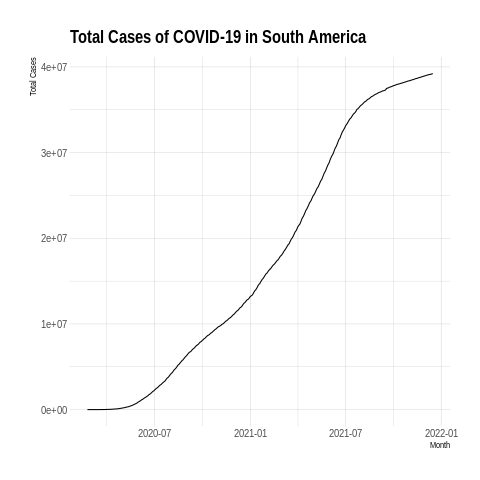 Total Cases of COVID-19 in South America
Total Cases
4e+07
3e+07
2e+07
1e+07
0e+00
2020-07 2021-01 2021-07 2022-01
Month